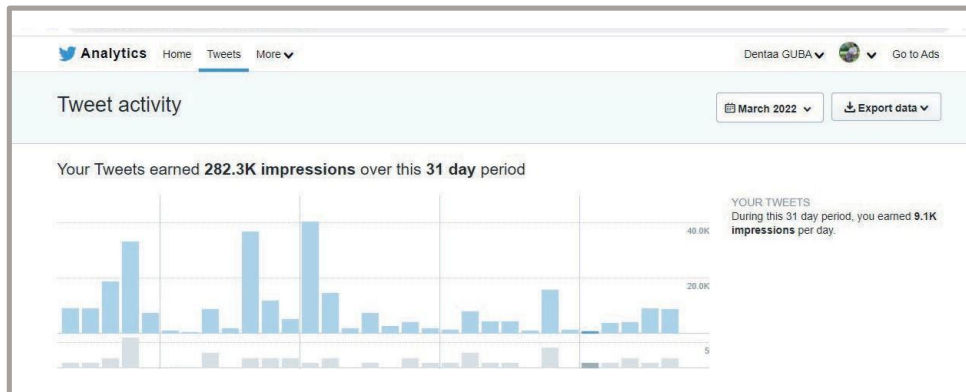 Analytics Home Tweets More Dentaa GUBA Go to Ads
Tweet activity
March 2022 Export data
Your Tweets earned 282.3K impressions over this 31 day period
YOUR TWEETS
During this 31 day period, you earned 9.1K
impressions per day.
40.0K
20.0K
5